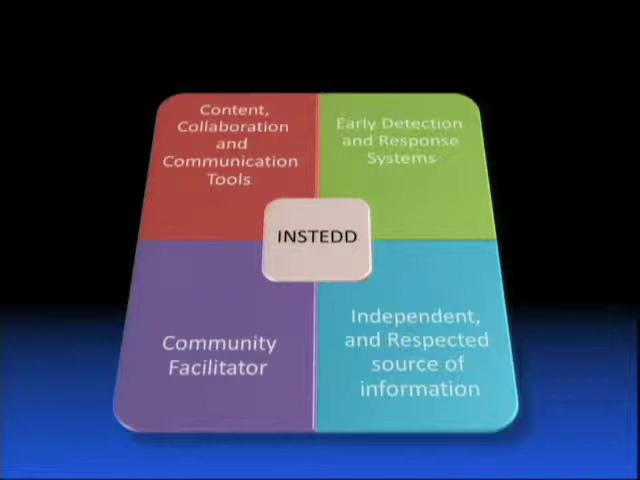 Content,
Collaboration
and
Communication
Tools
Early Detection
and Response
Systems
INSTEDD
Community
Facilitator
Independent,
and Respected
source of
information